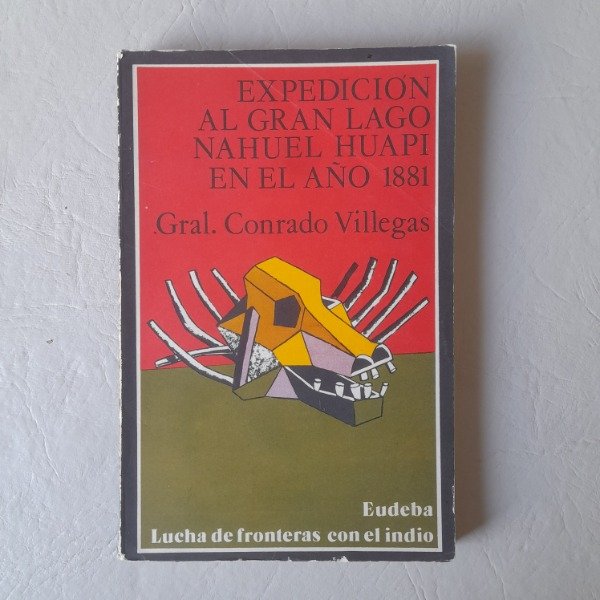 EXPEDICIÓN
AL GRAN LAGO
NAHUEL HUAPI
EN EL AÑO 1881
.Gral. Conrado Villegas
Eudeba
Lucha de fronteras con el indio